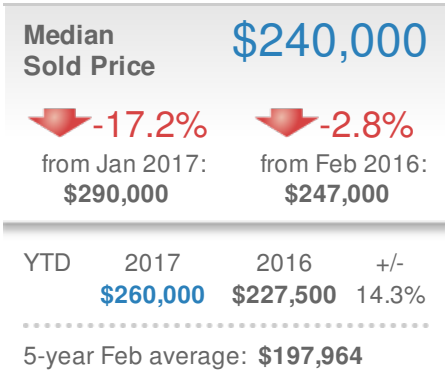 Median $240,000
Sold Price
-17.2% -2.8%
from Jan 2017: from Feb 2016:
$290,000 $247,000
YTD 2017 2016 +/-
$260,000 $227,500 14.3%
5-year Feb average: $197,964